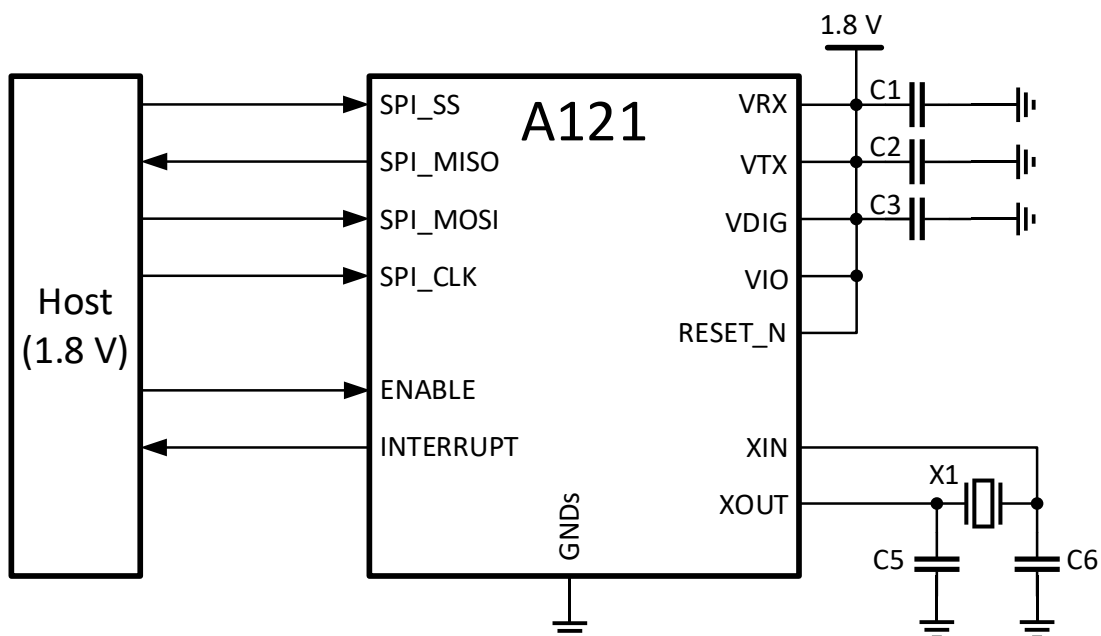 1.8 V
Host
(1.8 V)
A121
SPI_SS
SPI_MISO
SPI_MOSI
SPI_CLK
ENABLE
INTERRUPT
GNDs
VRX
VTX
VDIG
VIO
RESET_N
XIN
XOUT
C1
C2
C3
X1
C5
C6